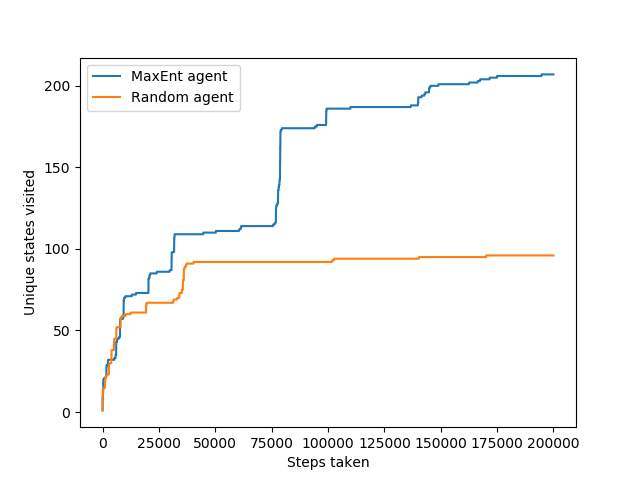 MaxEnt agent
Random agent
Unique states visited
200
150
100
50
0
0 25000 50000 75000 100000 125000 150000 175000 200000
Steps taken